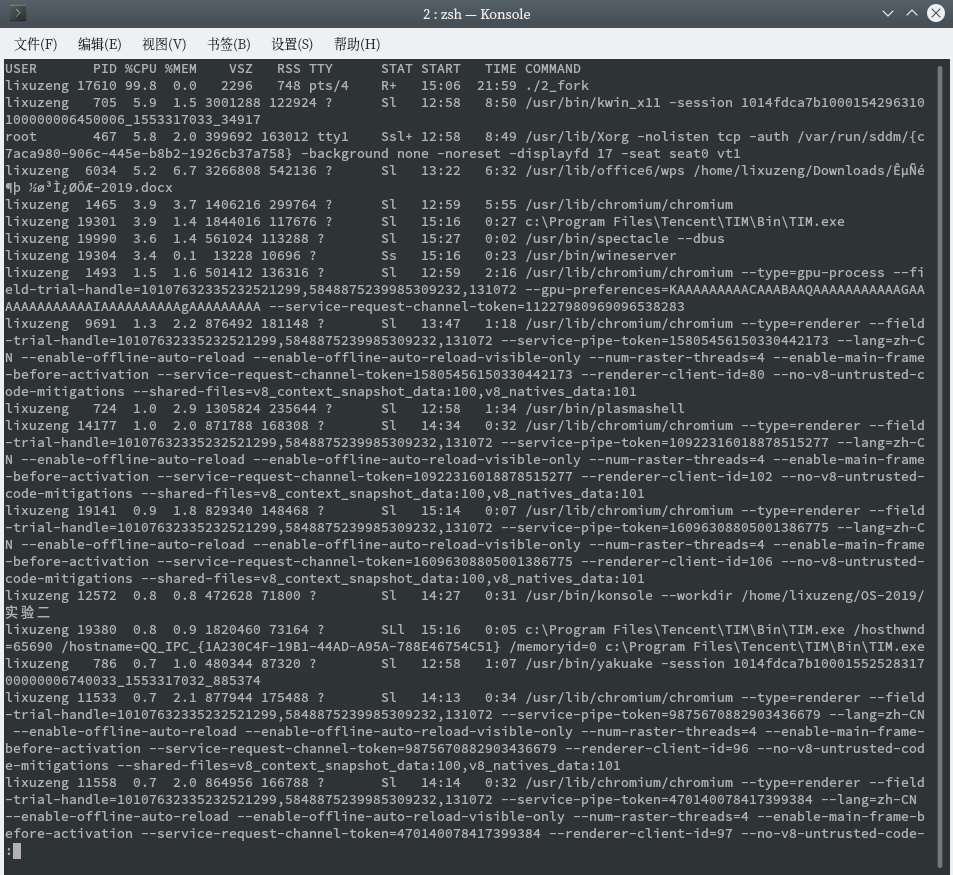 2 : zsh — Konsole
文件(F) 编辑(E) 视图(V) 书签(B) 设置(S) 帮助(H)
USER       PID %CPU %MEM    VSZ   RSS TTY      STAT START   TIME COMMAND
lixuzeng 17610 99.8  0.0   2296   748 pts/4    R+   15:06  21:59 ./2_fork
lixuzeng   705  5.9  1.5 3001288 122924 ?      Sl   12:58   8:50 /usr/bin/kwin_x11 -session 1014fdca7b1000154296310
100000006450006_1553317033_34917
root       467  5.8  2.0 399692 163012 tty1    Ssl+ 12:58   8:49 /usr/lib/Xorg -nolisten tcp -auth /var/run/sddm/{c
7aca980-906c-445e-b8b2-1926cb37a758} -background none -noreset -displayfd 17 -seat seat0 vt1
lixuzeng  6034  5.2  6.7 3266808 542136 ?      Sl   13:22   6:32 /usr/lib/office6/wps /home/lixuzeng/Downloads/ÊµÑé
¶þ ½ø³Ì¿ØÖÆ-2019.docx
lixuzeng  1465  3.9  3.7 1406216 299764 ?      Sl   12:59   5:55 /usr/lib/chromium/chromium
lixuzeng 19301  3.9  1.4 1844016 117676 ?      Sl   15:16   0:27 c:\Program Files\Tencent\TIM\Bin\TIM.exe
lixuzeng 19990  3.6  1.4 561024 113288 ?       Sl   15:27   0:02 /usr/bin/spectacle --dbus
lixuzeng 19304  3.4  0.1  13228 10696 ?        Ss   15:16   0:23 /usr/bin/wineserver
lixuzeng  1493  1.5  1.6 501412 136316 ?       Sl   12:59   2:16 /usr/lib/chromium/chromium --type=gpu-process --fi
eld-trial-handle=10107632335232521299,5848875239985309232,131072 --gpu-preferences=KAAAAAAAAACAAABAAQAAAAAAAAAAAGAA
AAAAAAAAAAAAIAAAAAAAAAAgAAAAAAAAA --service-request-channel-token=11227980969096538283
lixuzeng  9691  1.3  2.2 876492 181148 ?       Sl   13:47   1:18 /usr/lib/chromium/chromium --type=renderer --field
-trial-handle=10107632335232521299,5848875239985309232,131072 --service-pipe-token=15805456150330442173 --lang=zh-C
N --enable-offline-auto-reload --enable-offline-auto-reload-visible-only --num-raster-threads=4 --enable-main-frame
-before-activation --service-request-channel-token=15805456150330442173 --renderer-client-id=80 --no-v8-untrusted-c
ode-mitigations --shared-files=v8_context_snapshot_data:100,v8_natives_data:101
lixuzeng   724  1.0  2.9 1305824 235644 ?      Sl   12:58   1:34 /usr/bin/plasmashell
lixuzeng 14177  1.0  2.0 871788 168308 ?       Sl   14:34   0:32 /usr/lib/chromium/chromium --type=renderer --field
-trial-handle=10107632335232521299,5848875239985309232,131072 --service-pipe-token=10922316018878515277 --lang=zh-C
N --enable-offline-auto-reload --enable-offline-auto-reload-visible-only --num-raster-threads=4 --enable-main-frame
-before-activation --service-request-channel-token=10922316018878515277 --renderer-client-id=102 --no-v8-untrusted-
code-mitigations --shared-files=v8_context_snapshot_data:100,v8_natives_data:101
lixuzeng 19141  0.9  1.8 829340 148468 ?       Sl   15:14   0:07 /usr/lib/chromium/chromium --type=renderer --field
-trial-handle=10107632335232521299,5848875239985309232,131072 --service-pipe-token=16096308805001386775 --lang=zh-C
N --enable-offline-auto-reload --enable-offline-auto-reload-visible-only --num-raster-threads=4 --enable-main-frame
-before-activation --service-request-channel-token=16096308805001386775 --renderer-client-id=106 --no-v8-untrusted-
code-mitigations --shared-files=v8_context_snapshot_data:100,v8_natives_data:101
lixuzeng 12572  0.8  0.8 472628 71800 ?        Sl   14:27   0:31 /usr/bin/konsole --workdir /home/lixuzeng/OS-2019/
实验二
lixuzeng 19380  0.8  0.9 1820460 73164 ?       SLl  15:16   0:05 c:\Program Files\Tencent\TIM\Bin\TIM.exe /hosthwnd
=65690 /hostname=QQ_IPC_{1A230C4F-19B1-44AD-A95A-788E46754C51} /memoryid=0 c:\Program Files\Tencent\TIM\Bin\TIM.exe
lixuzeng   786  0.7  1.0 480344 87320 ?        Sl   12:58   1:07 /usr/bin/yakuake -session 1014fdca7b10001552528317
00000006740033_1553317032_885374
lixuzeng 11533  0.7  2.1 877944 175488 ?       Sl   14:13   0:34 /usr/lib/chromium/chromium --type=renderer --field
-trial-handle=10107632335232521299,5848875239985309232,131072 --service-pipe-token=9875670882903436679 --lang=zh-CN
 --enable-offline-auto-reload --enable-offline-auto-reload-visible-only --num-raster-threads=4 --enable-main-frame-
before-activation --service-request-channel-token=9875670882903436679 --renderer-client-id=96 --no-v8-untrusted-cod
e-mitigations --shared-files=v8_context_snapshot_data:100,v8_natives_data:101
lixuzeng 11558  0.7  2.0 864956 166788 ?       Sl   14:14   0:32 /usr/lib/chromium/chromium --type=renderer --field
-trial-handle=10107632335232521299,5848875239985309232,131072 --service-pipe-token=470140078417399384 --lang=zh-CN
--enable-offline-auto-reload --enable-offline-auto-reload-visible-only --num-raster-threads=4 --enable-main-frame-b
efore-activation --service-request-channel-token=470140078417399384 --renderer-client-id=97 --no-v8-untrusted-code-
: